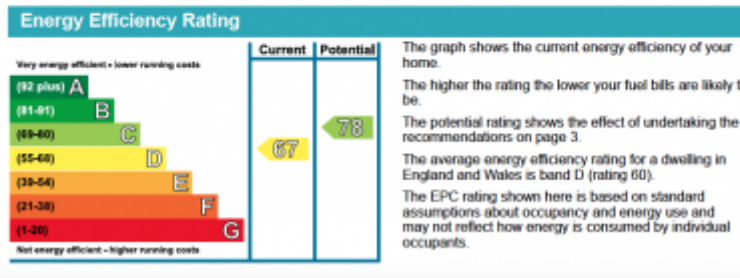 Energy Efficiency Rating
Current Potential
Very energy efficient - lower running costs
(92 plus) A
(81-91) B
(69-80) C
(55-68) D
(39-54) E
(21-38) F
(1-20) G
Not energy efficient - higher running costs
67
78
The graph shows the current energy efficiency of your
home.
The higher the rating the lower your fuel bills are likely t
be.
The potential rating shows the effect of undertaking the
recommendations on page 3.
The average energy efficiency rating for a dwelling in
England and Wales is band D (rating 60).
The EPC rating shown here is based on standard
assumptions about occupancy and energy use and
may not reflect how energy is consumed by individual
occupants.